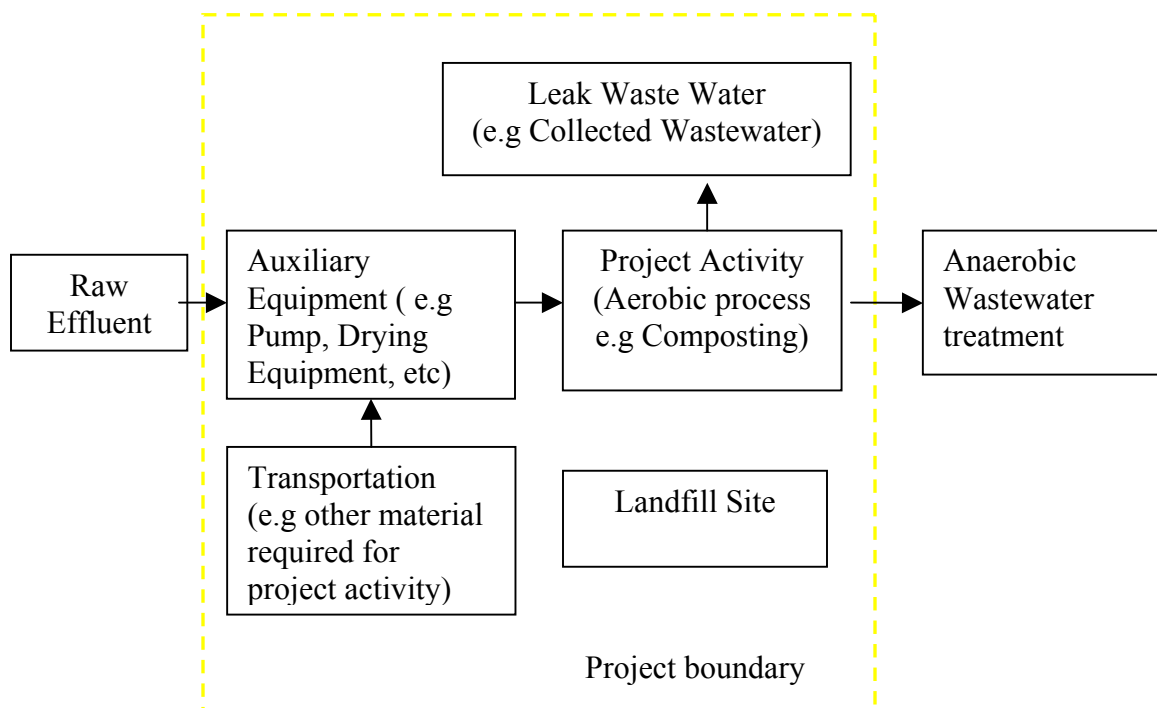 Leak Waste Water
(e.g Collected Wastewater)
Raw
Effluent
Auxiliary
Equipment ( e.g
Pump, Drying
Equipment, etc)
Project Activity
(Aerobic process
e.g Composting)
Anaerobic
Wastewater
treatment
Transportation
(e.g other material
required for
project activity)
Landfill Site
Project boundary